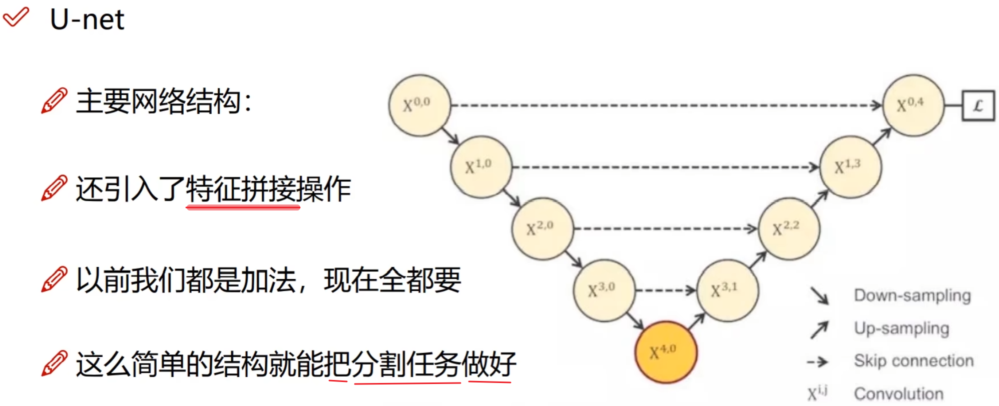 U-net
主要网络结构：
还引入了特征拼接操作
以前我们都是加法，现在全都要
这么简单的结构就能把分割任务做好
X^{0,0}
X^{0,4}
ℒ
X^{1,0}
X^{1,3}
X^{2,0}
X^{2,2}
X^{3,0}
X^{3,1}
X^{4,0}
Down-sampling
Up-sampling
Skip connection
X^{i,j} Convolution